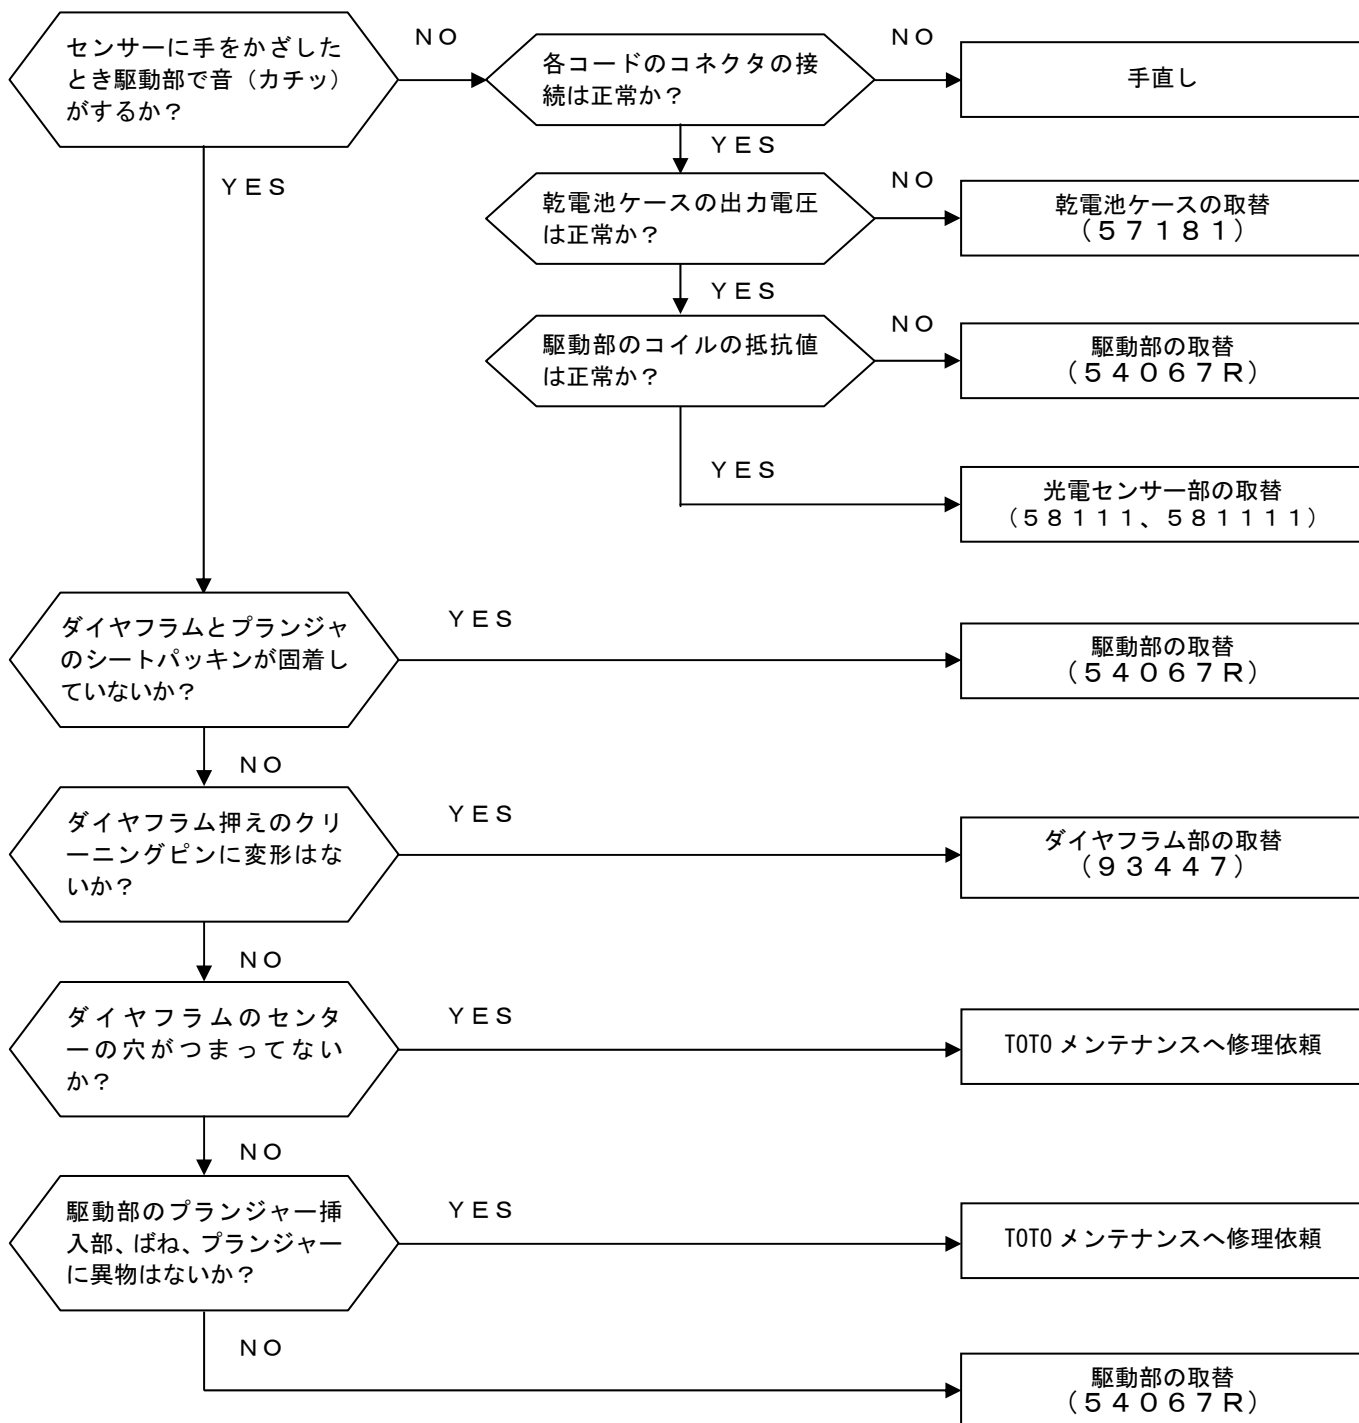 センサーに手をかざした
とき駆動部で音（カチッ）
がするか？
ＮＯ
各コードのコネクタの接
続は正常か？
ＮＯ
手直し
ＹＥＳ
ＹＥＳ
乾電池ケースの出力電圧
は正常か？
ＮＯ
乾電池ケースの取替
（５７１８１）
ＹＥＳ
駆動部のコイルの抵抗値
は正常か？
ＮＯ
駆動部の取替
（５４０６７Ｒ）
ＹＥＳ
光電センサー部の取替
（５８１１１、５８１１１１）
ダイヤフラムとプランジャ
のシートパッキンが固着し
ていないか？
ＹＥＳ
駆動部の取替
（５４０６７Ｒ）
ＮＯ
ダイヤフラム押えのクリ
ーニングピンに変形はな
いか？
ＹＥＳ
ダイヤフラム部の取替
（９３４４７）
ＮＯ
ダイヤフラムのセンタ
ーの穴がつまってない
か？
ＹＥＳ
TOTO メンテナンスへ修理依頼
ＮＯ
駆動部のプランジャー挿
入部、ばね、プランジャー
に異物はないか？
ＹＥＳ
TOTO メンテナンスへ修理依頼
ＮＯ
駆動部の取替
（５４０６７Ｒ）